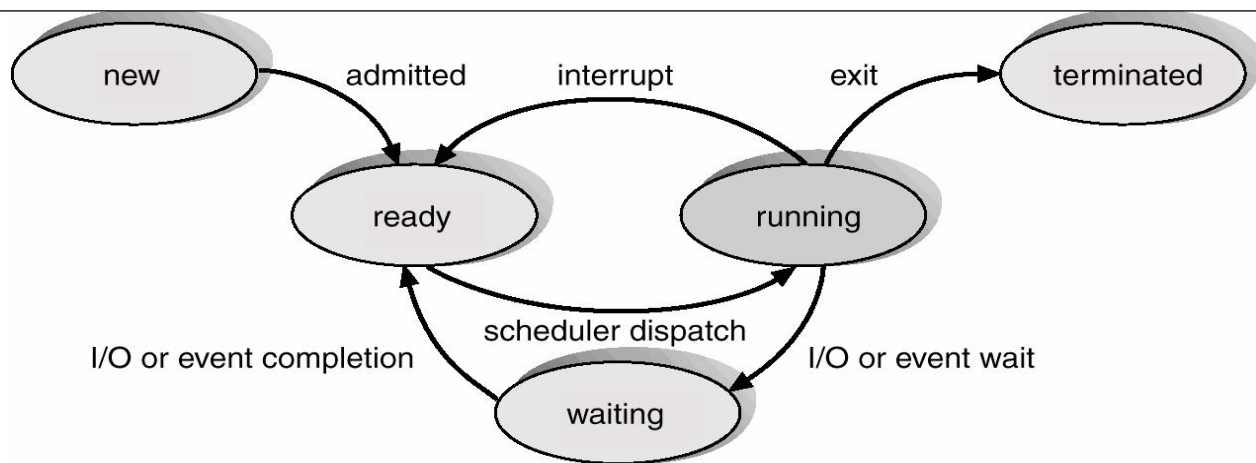 new
admitted
interrupt
exit
terminated
ready
running
scheduler dispatch
I/O or event completion
I/O or event wait
waiting